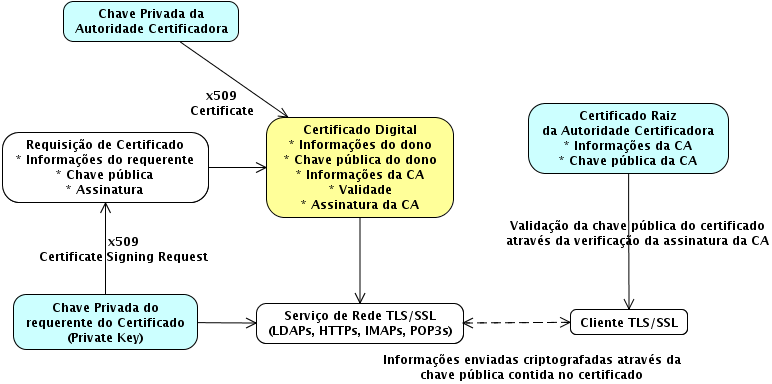 Chave Privada da
Autoridade Certificadora
x509
Certificate
Certificado Digital
* Informações do dono
* Chave pública do dono
* Informações da CA
* Validade
* Assinatura da CA
Certificado Raiz
da Autoridade Certificadora
* Informações da CA
* Chave pública da CA
Requisição de Certificado
* Informações do requerente
* Chave pública
* Assinatura
Validação da chave pública do certificado
através da verificação da assinatura da CA
x509
Certificate Signing Request
Chave Privada do
requerente do Certificado
(Private Key)
Serviço de Rede TLS/SSL
(LDAPs, HTTPs, IMAPs, POP3s)
Cliente TLS/SSL
Informações enviadas criptografadas através da
chave pública contida no certificado